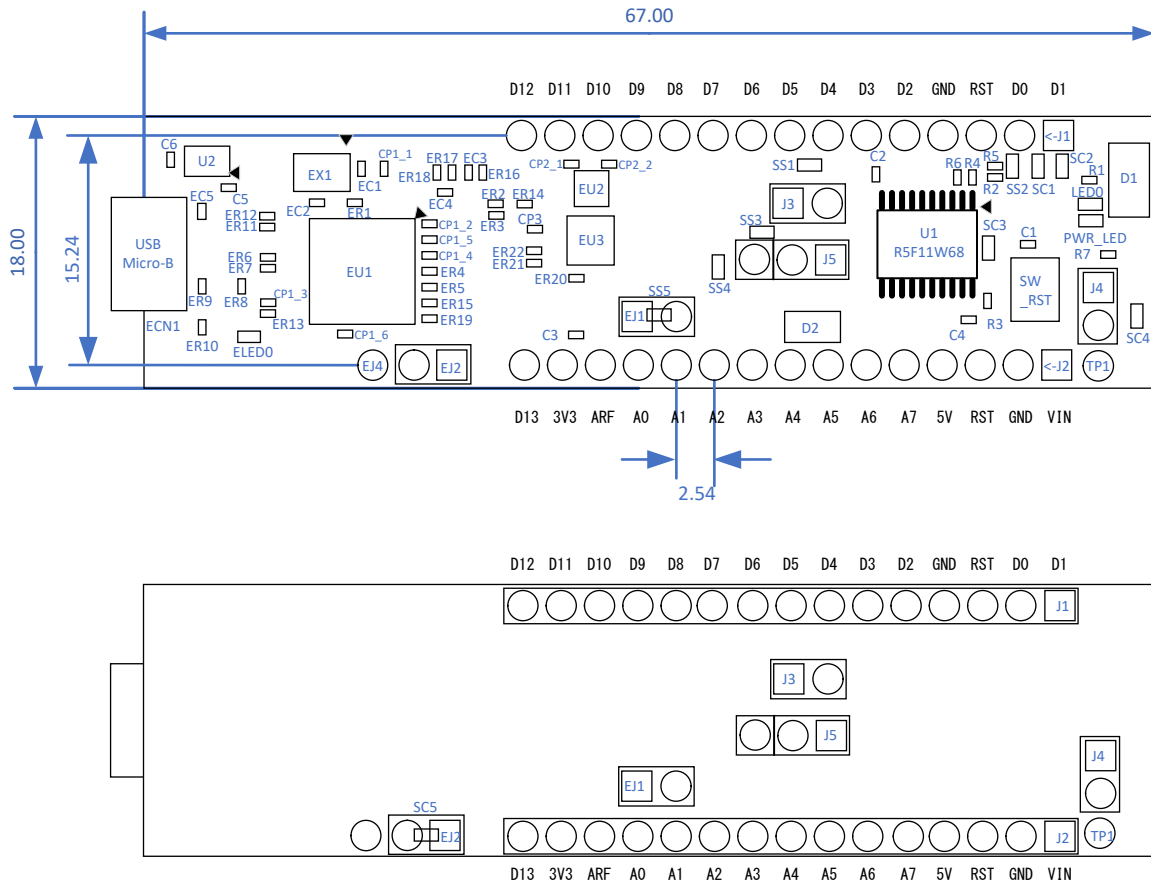 67.00
D12 D11 D10 D9 D8 D7 D6 D5 D4 D3 D2 GND RST D0 D1
18.00
15.24
C6
U2
C5
EX1
EC1
CP1_1
ER17
EC3
ER18
ER16
EC4
CP2_1
CP2_2
EU2
SS1
C2
R6
R4
R5
R2
SS2
SC1
SC2
R1
LED0
D1
<-J1
EC5
ER12
ER11
EC2
ER1
ER2
ER14
ER3
CP3
EU3
J3
SS3
U1
R5F11W68
SC3
C1
PWR_LED
R7
USB
Micro-B
ER6
ER7
EU1
CP1_2
CP1_5
CP1_4
ER4
ER5
ER15
ER19
ER22
ER21
ER20
SS4
J5
SW
_RST
J4
ER9
ER8
CP1_3
ER13
ECN1
ER10
ELED0
CP1_6
SS5
EJ1
C3
D2
C4
R3
SC4
EJ4
EJ2
<-J2
TP1
D13 3V3 ARF A0 A1 A2 A3 A4 A5 A6 A7 5V RST GND VIN
2.54
D12 D11 D10 D9 D8 D7 D6 D5 D4 D3 D2 GND RST D0 D1
J1
J3
J5
J4
EJ1
SC5
EJ2
J2
TP1
D13 3V3 ARF A0 A1 A2 A3 A4 A5 A6 A7 5V RST GND VIN